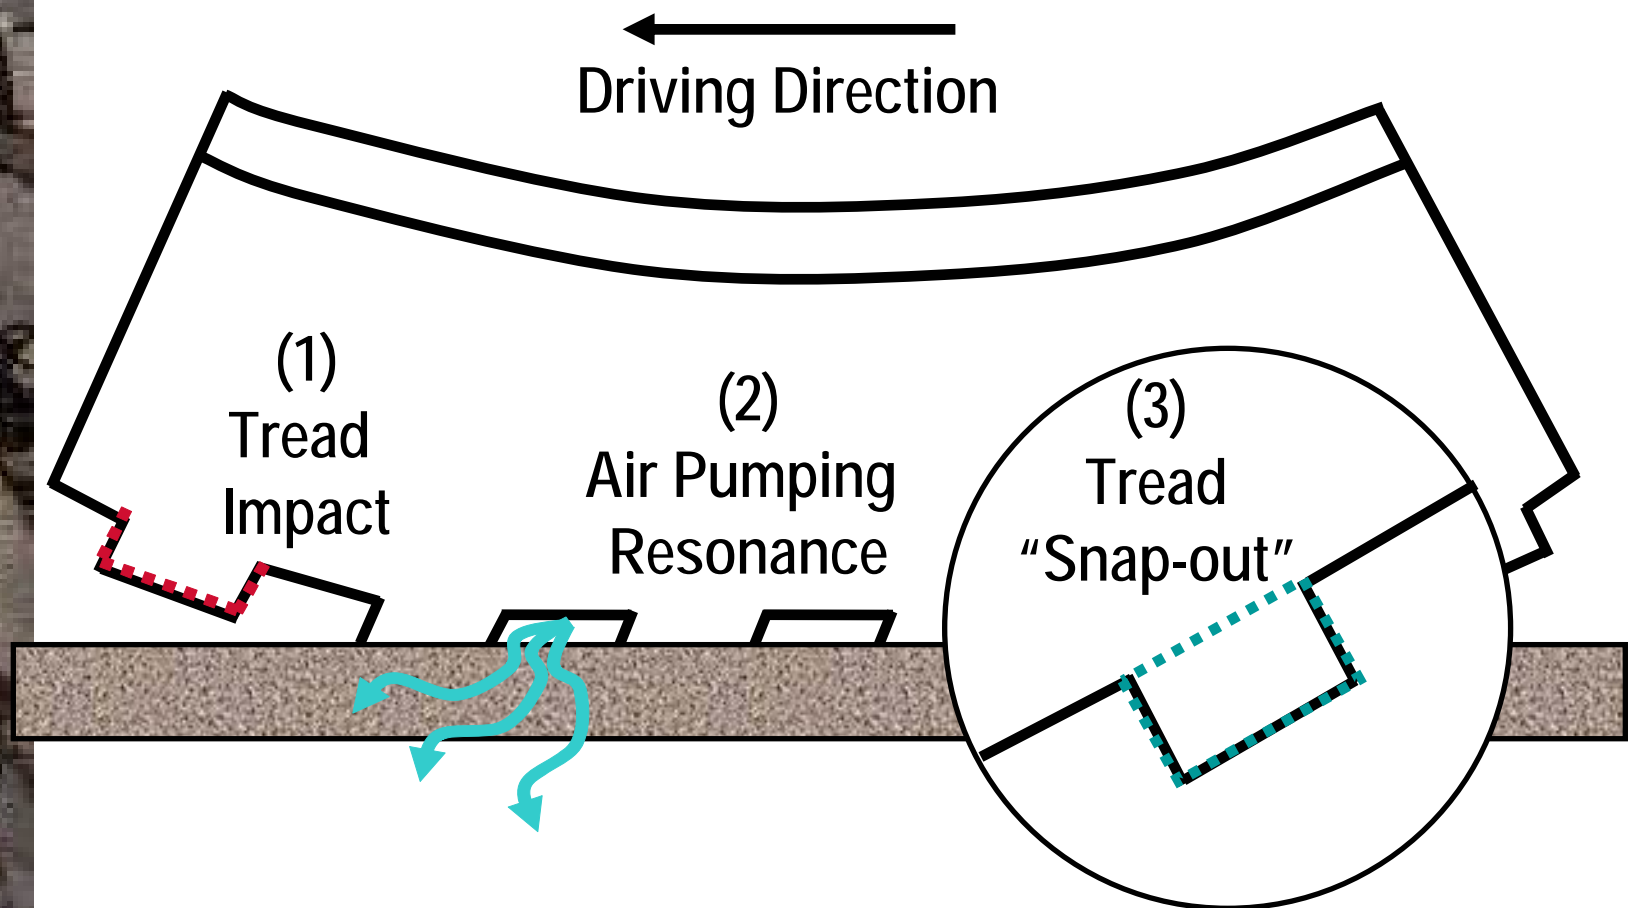 Driving Direction
(1)
Tread
Impact
(2)
Air Pumping
Resonance
(3)
Tread
“Snap-out”